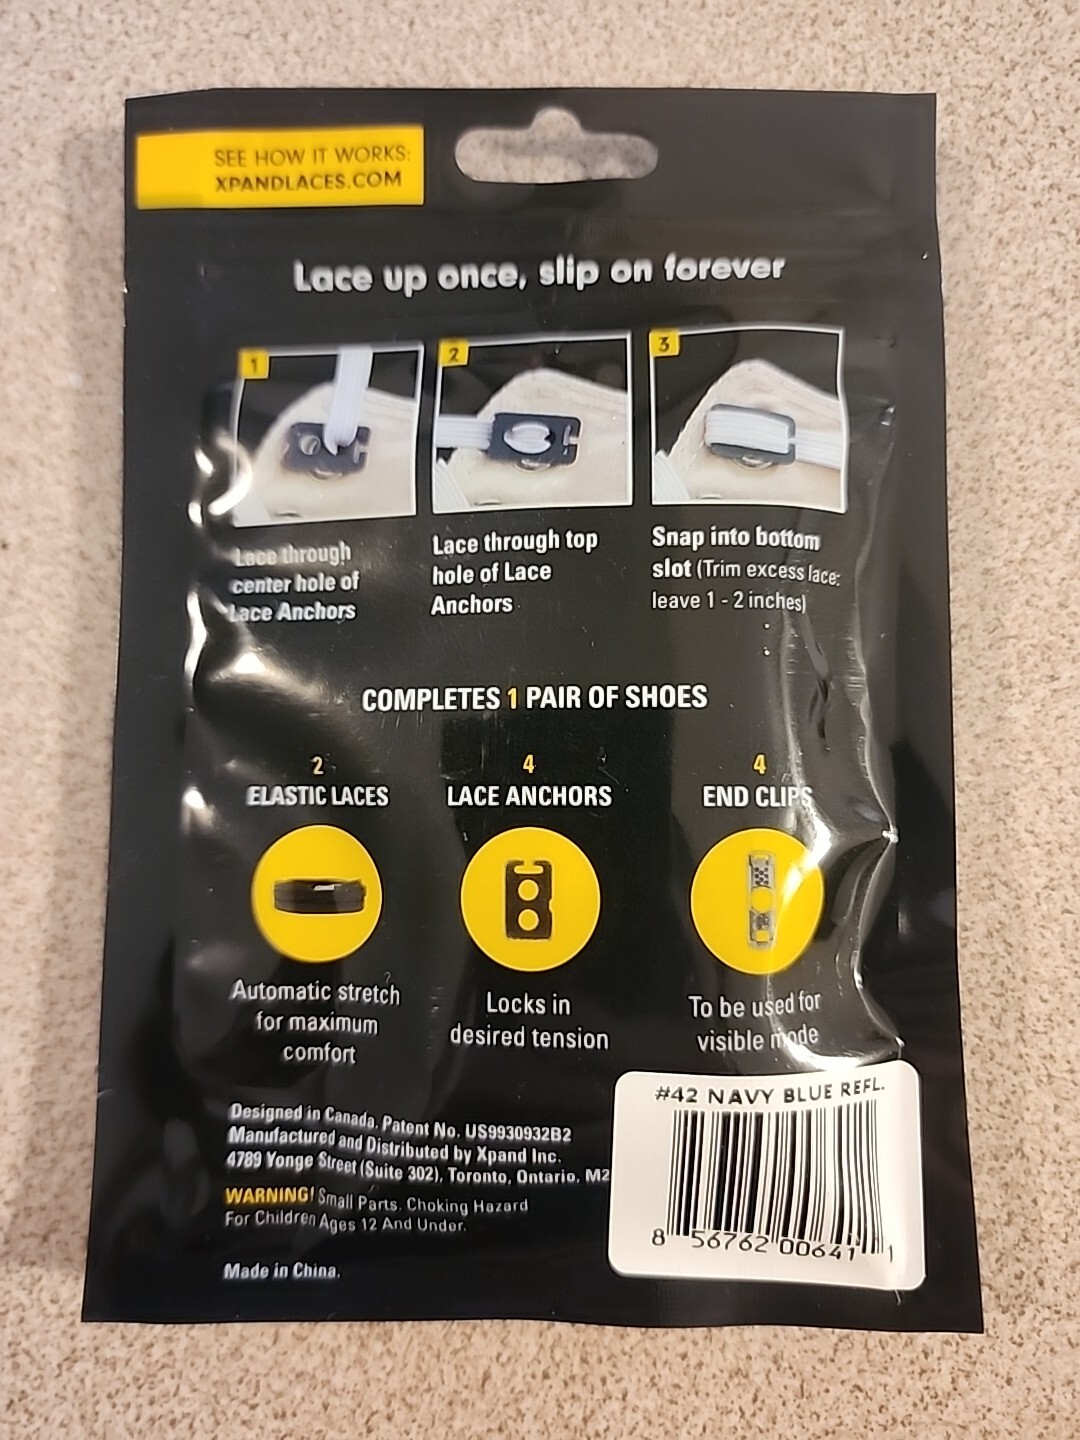 SEE HOW IT WORKS:
XPANDLACES.COM
Lace up once, slip on forever
1
2
3
Lace through
center hole of
Lace Anchors
Lace through top
hole of Lace
Anchors
Snap into bottom
slot (Trim excess lace:
leave 1 - 2 inches)
COMPLETES 1 PAIR OF SHOES
2
ELASTIC LACES
4
LACE ANCHORS
4
END CLIPS
Automatic stretch
for maximum
comfort
Locks in
desired tension
To be used for
visible mode
Designed in Canada. Patent No. US9930932B2
Manufactured and Distributed by Xpand Inc.
4789 Yonge Street (Suite 302), Toronto, Ontario, M2
WARNING! Small Parts. Choking Hazard
For Children Ages 12 And Under.
Made in China.
#42 NAVY BLUE REFL.
8 56762 00641 1